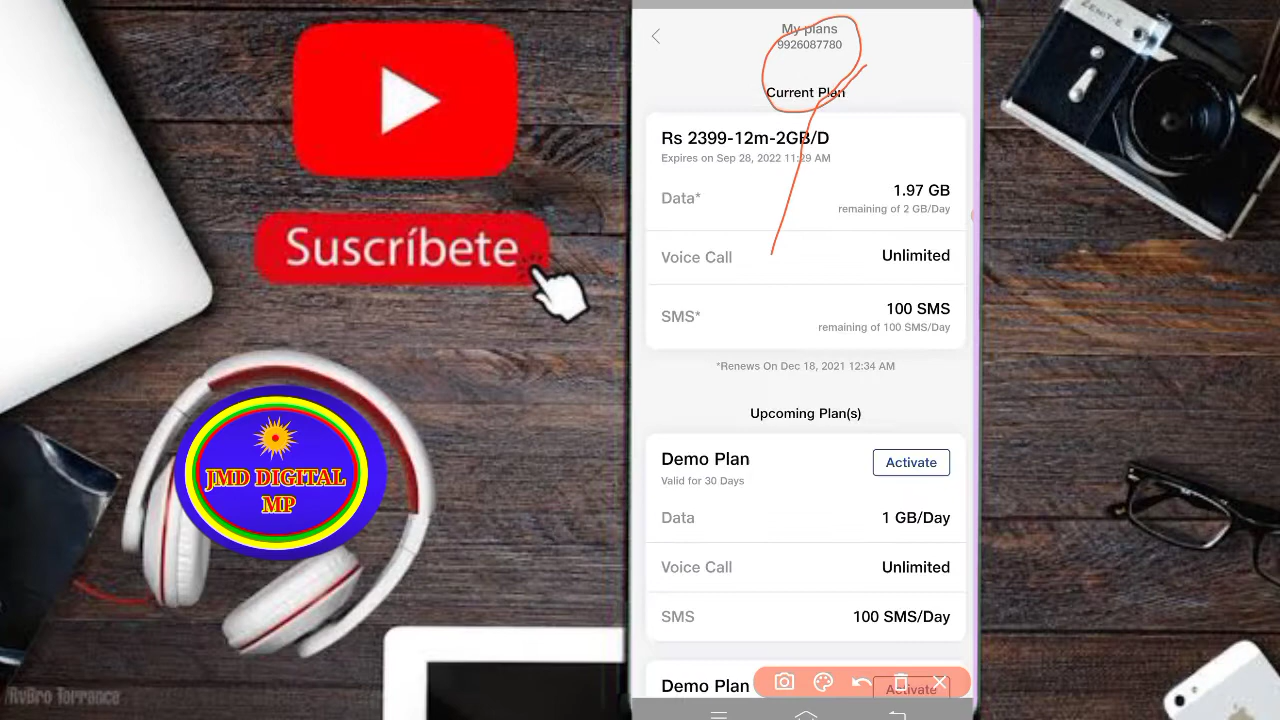 Suscríbete
JMD DIGITAL
MP
RvBro Torrance
ZENIT-E
My plans
9926087780
Current Plan
Rs 2399-12m-2GB/D
Expires on Sep 28, 2022 11:29 AM
Data* 1.97 GB
remaining of 2 GB/Day
Voice Call Unlimited
SMS* 100 SMS
remaining of 100 SMS/Day
*Renews On Dec 18, 2021 12:34 AM
Upcoming Plan(s)
Demo Plan Activate
Valid for 30 Days
Data 1 GB/Day
Voice Call Unlimited
SMS 100 SMS/Day
Demo Plan Activate